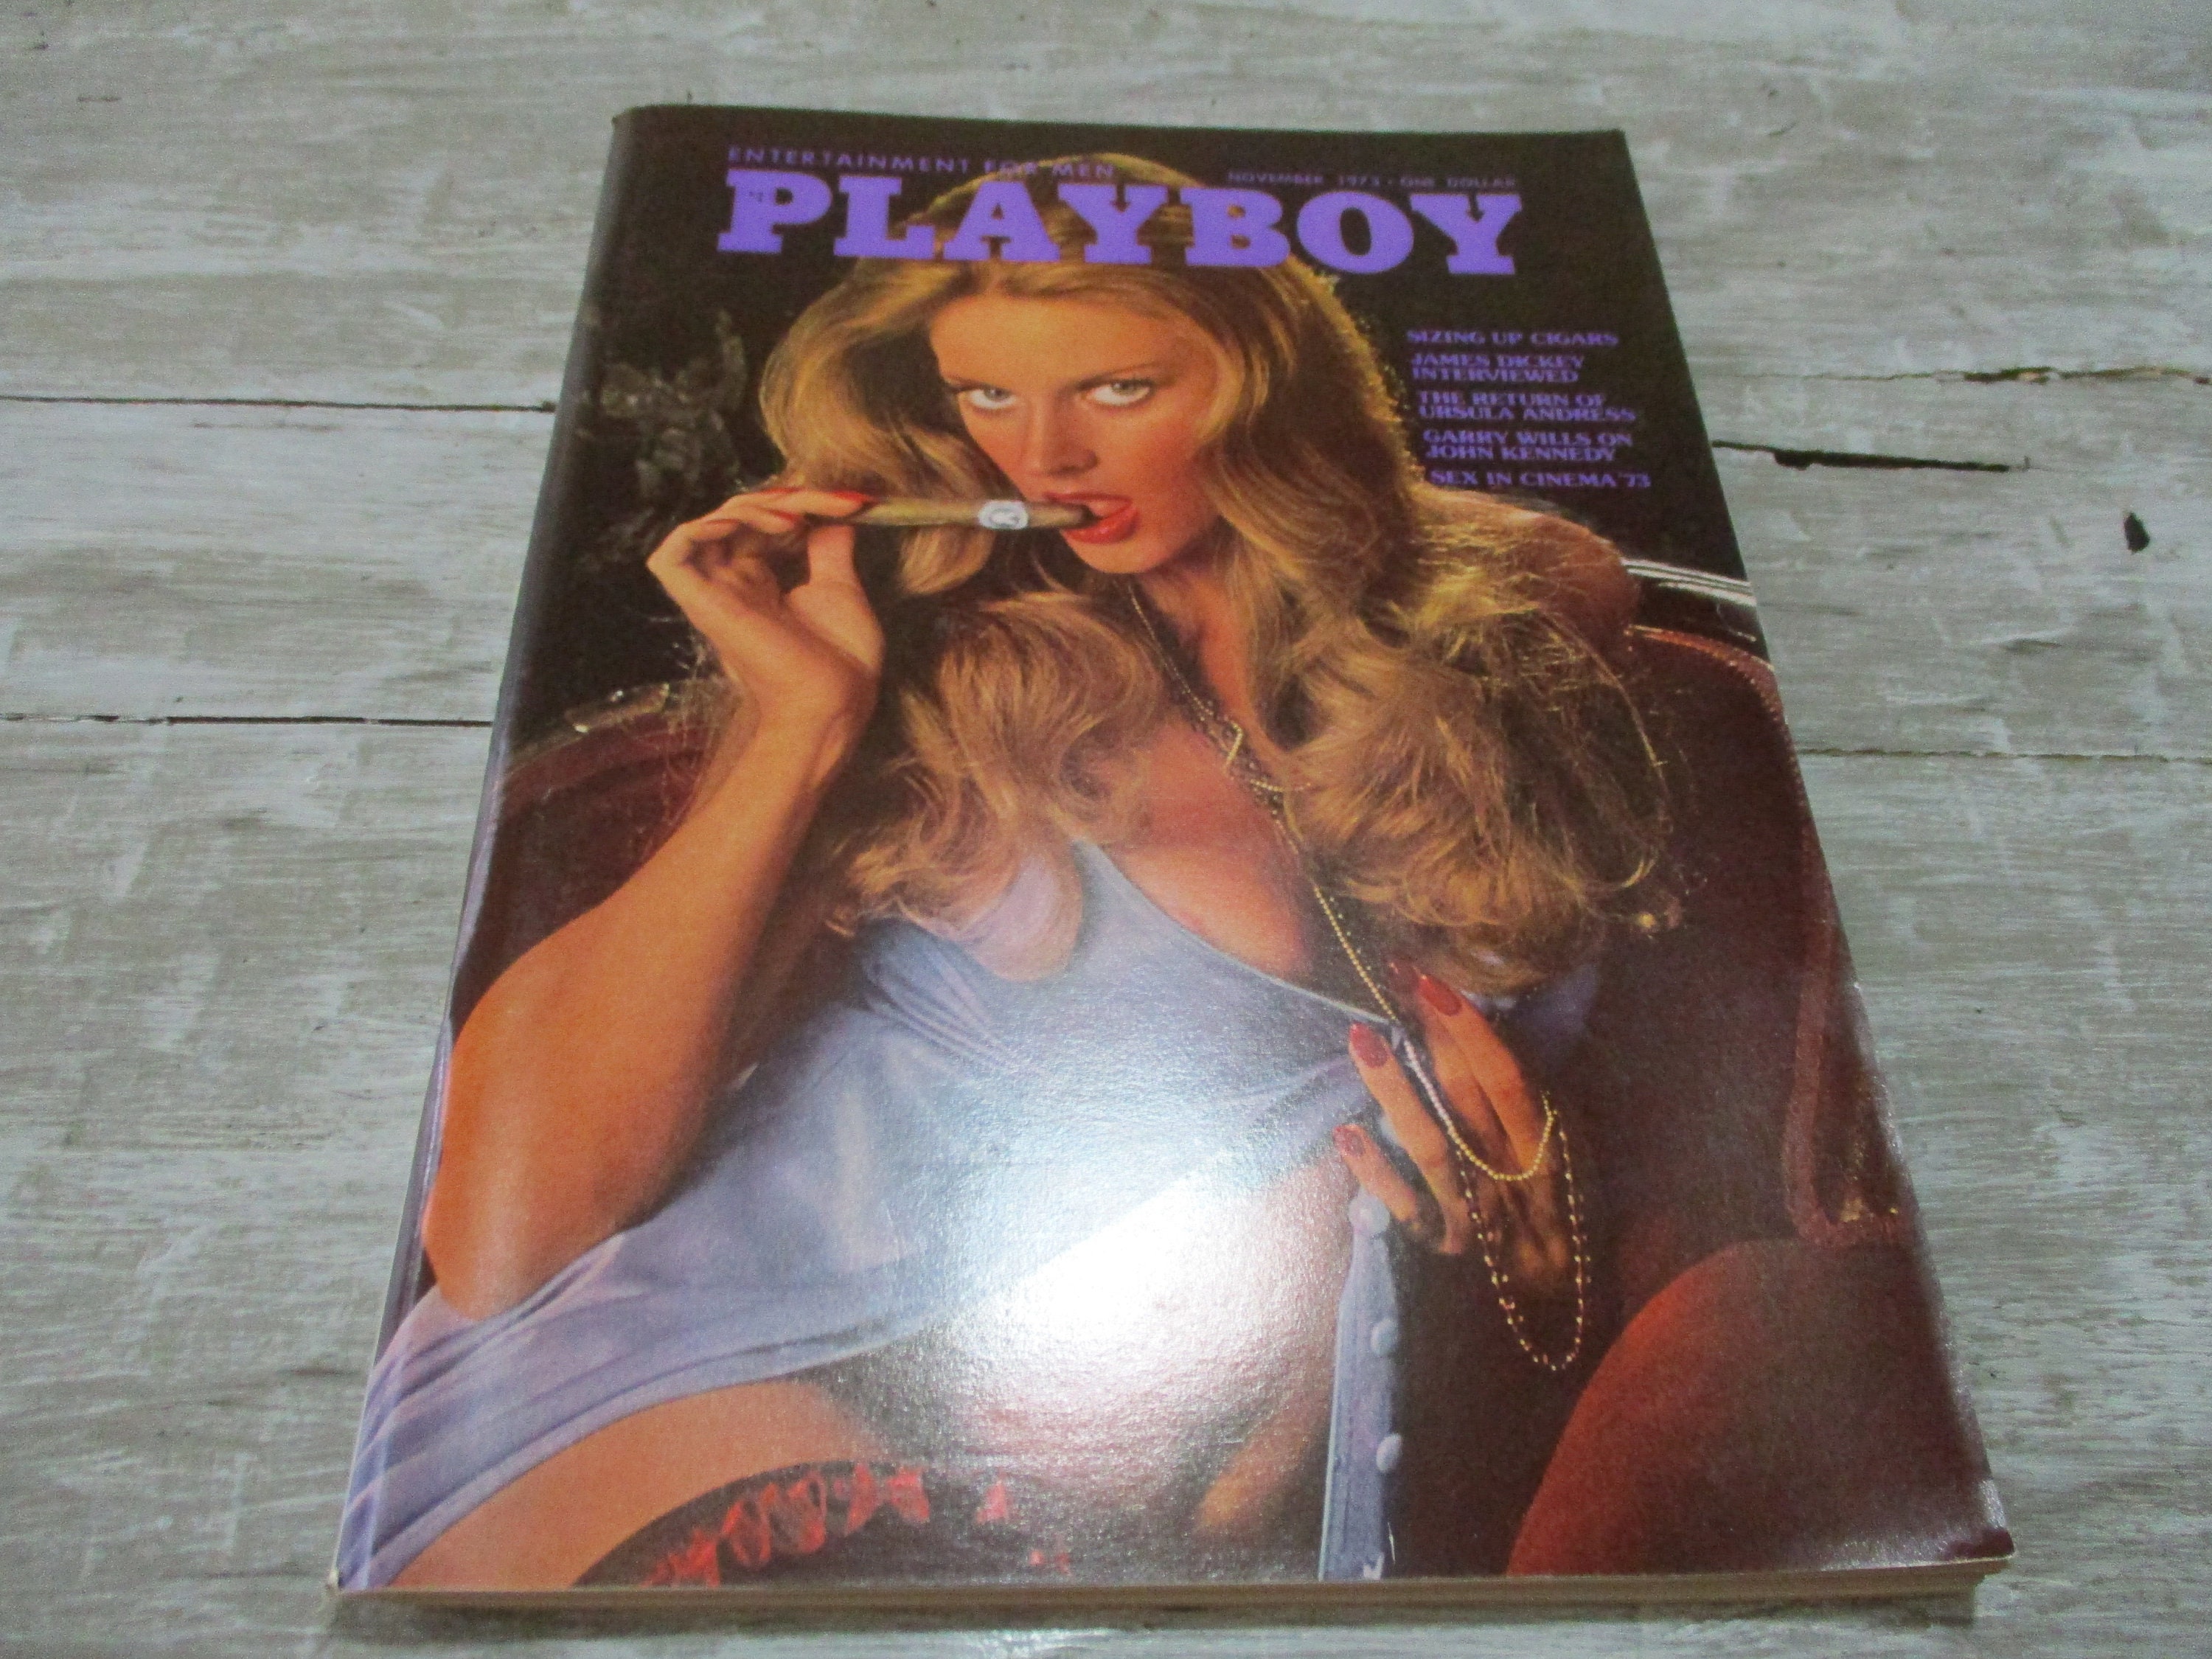 ENTERTAINMENT FOR MEN
NOVEMBER 1973 • ONE DOLLAR
PLAYBOY
SIZING UP CIGARS
JAMES DICKEY
INTERVIEWED
THE RETURN OF
URSULA ANDRESS
GARRY WILLS ON
JOHN KENNEDY
SEX IN CINEMA '73